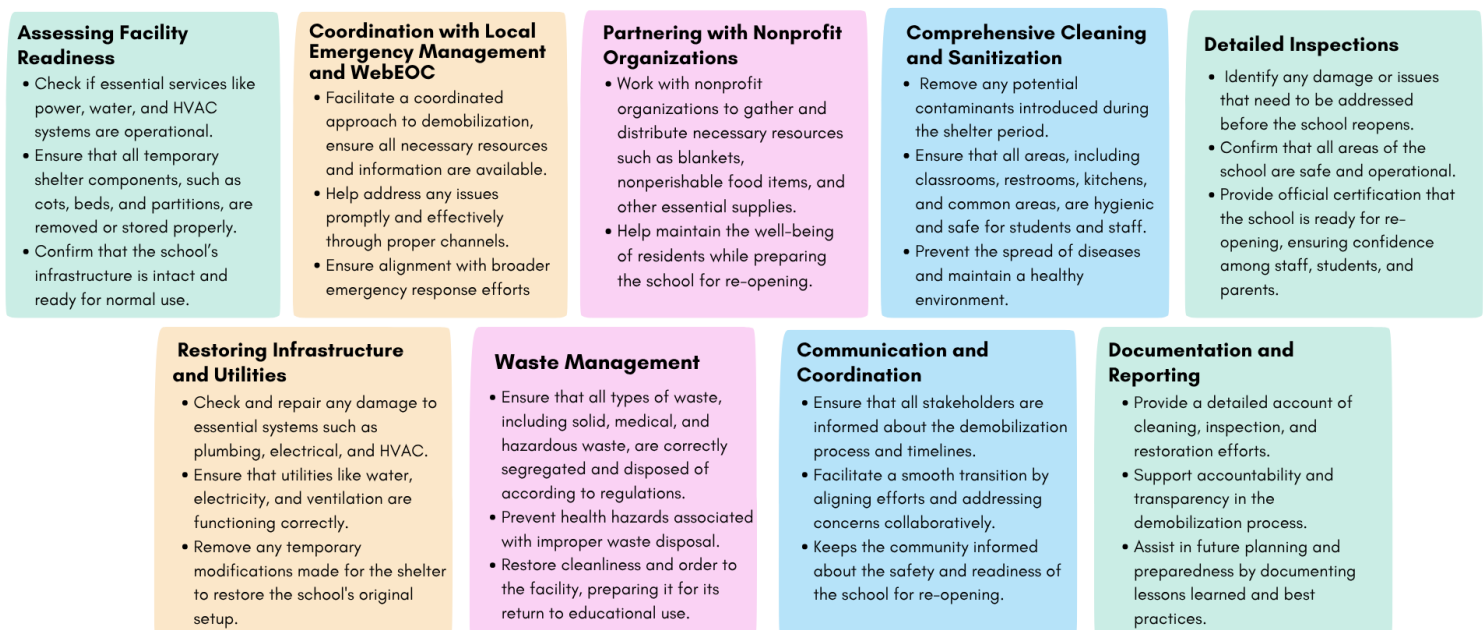 Assessing Facility
Readiness
• Check if essential services like
power, water, and HVAC
systems are operational.
• Ensure that all temporary
shelter components, such as
cots, beds, and partitions, are
removed or stored properly.
• Confirm that the school's
infrastructure is intact and
ready for normal use.
Coordination with Local
Emergency Management
and WebEOC
• Facilitate a coordinated
approach to demobilization,
ensure all necessary resources
and information are available.
• Help address any issues
promptly and effectively
through proper channels.
• Ensure alignment with broader
emergency response efforts
Partnering with Nonprofit
Organizations
• Work with nonprofit
organizations to gather and
distribute necessary resources
such as blankets,
nonperishable food items, and
other essential supplies.
• Help maintain the well-being
of residents while preparing
the school for re-opening.
Comprehensive Cleaning
and Sanitization
• Remove any potential
contaminants introduced during
the shelter period.
• Ensure that all areas, including
classrooms, restrooms, kitchens,
and common areas, are hygienic
and safe for students and staff.
• Prevent the spread of diseases
and maintain a healthy
environment.
Detailed Inspections
• Identify any damage or issues
that need to be addressed
before the school reopens.
• Confirm that all areas of the
school are safe and operational.
• Provide official certification that
the school is ready for re-
opening, ensuring confidence
among staff, students, and
parents.
Restoring Infrastructure
and Utilities
• Check and repair any damage to
essential systems such as
plumbing, electrical, and HVAC.
• Ensure that utilities like water,
electricity, and ventilation are
functioning correctly.
• Remove any temporary
modifications made for the shelter
to restore the school's original
setup.
Waste Management
• Ensure that all types of waste,
including solid, medical, and
hazardous waste, are correctly
segregated and disposed of
according to regulations.
• Prevent health hazards associated
with improper waste disposal.
• Restore cleanliness and order to
the facility, preparing it for its
return to educational use.
Communication and
Coordination
• Ensure that all stakeholders are
informed about the demobilization
process and timelines.
• Facilitate a smooth transition by
aligning efforts and addressing
concerns collaboratively.
• Keeps the community informed
about the safety and readiness of
the school for re-opening.
Documentation and
Reporting
• Provide a detailed account of
cleaning, inspection, and
restoration efforts.
• Support accountability and
transparency in the
demobilization process.
• Assist in future planning and
preparedness by documenting
lessons learned and best
practices.